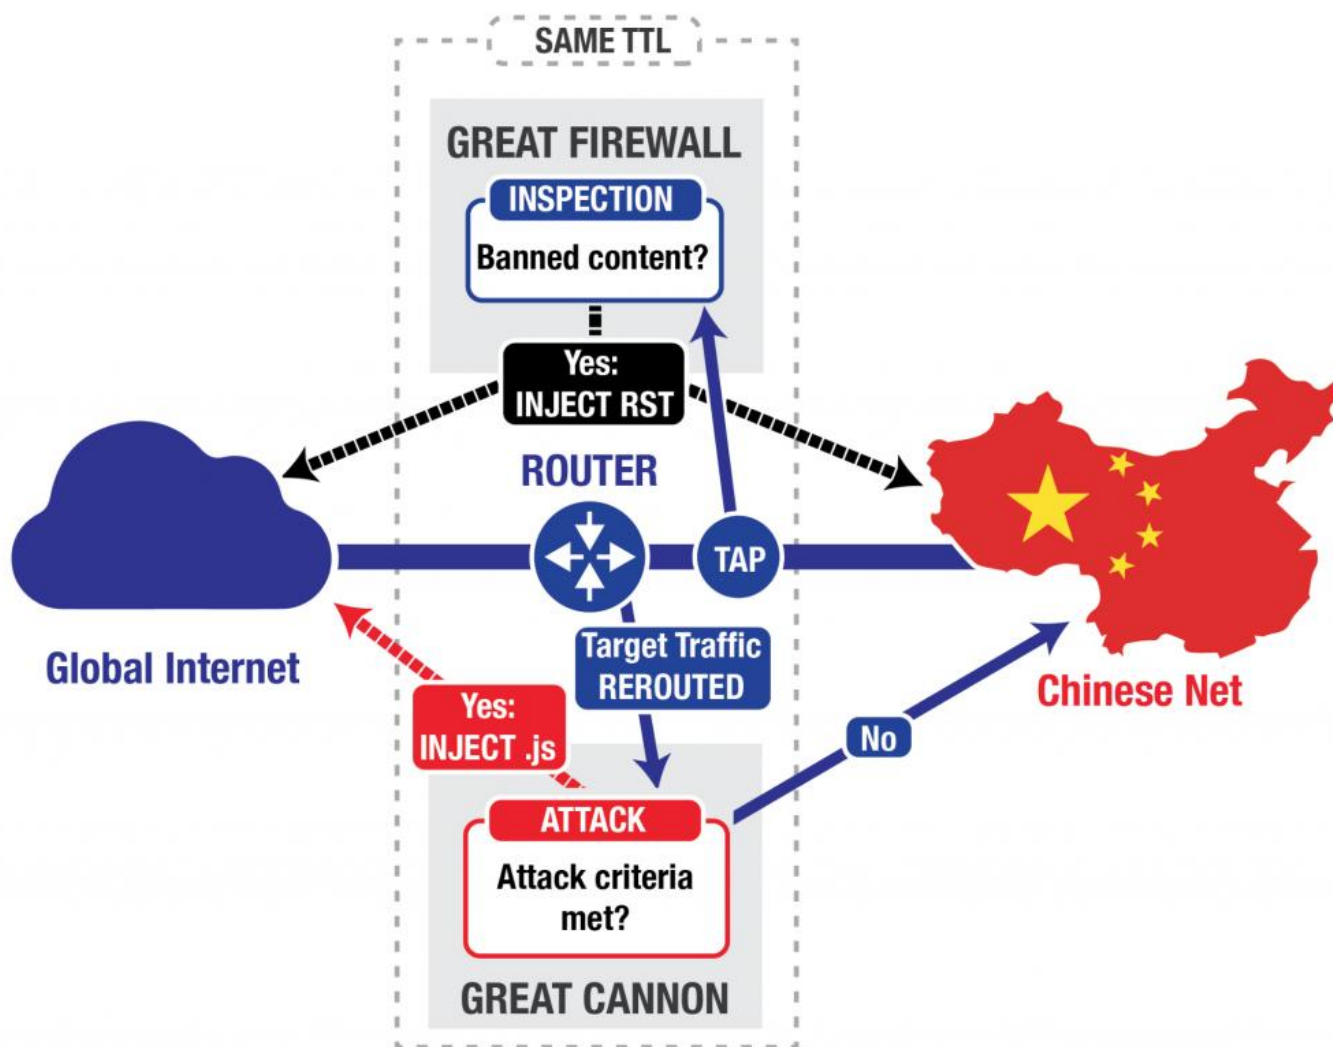 SAME TTL
GREAT FIREWALL
INSPECTION
Banned content?
Yes:
INJECT RST
ROUTER
TAP
Global Internet
Target Traffic
REROUTED
Chinese Net
Yes:
INJECT .js
No
ATTACK
Attack criteria
met?
GREAT CANNON